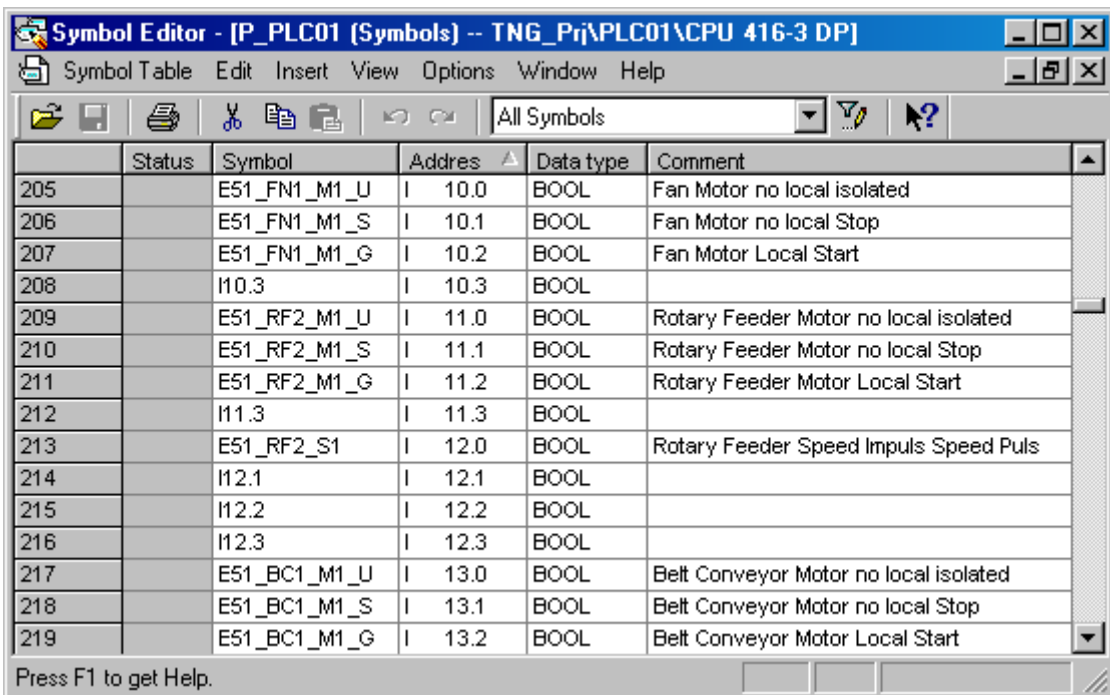 Symbol Editor - [P_PLC01 (Symbols) -- TNG_Prj\PLC01\CPU 416-3 DP]
Symbol Table Edit Insert View Options Window Help
All Symbols
Status Symbol Addres Data type Comment
205 E51_FN1_M1_U I 10.0 BOOL Fan Motor no local isolated
206 E51_FN1_M1_S I 10.1 BOOL Fan Motor no local Stop
207 E51_FN1_M1_G I 10.2 BOOL Fan Motor Local Start
208 I10.3 I 10.3 BOOL
209 E51_RF2_M1_U I 11.0 BOOL Rotary Feeder Motor no local isolated
210 E51_RF2_M1_S I 11.1 BOOL Rotary Feeder Motor no local Stop
211 E51_RF2_M1_G I 11.2 BOOL Rotary Feeder Motor Local Start
212 I11.3 I 11.3 BOOL
213 E51_RF2_S1 I 12.0 BOOL Rotary Feeder Speed Impuls Speed Puls
214 I12.1 I 12.1 BOOL
215 I12.2 I 12.2 BOOL
216 I12.3 I 12.3 BOOL
217 E51_BC1_M1_U I 13.0 BOOL Belt Conveyor Motor no local isolated
218 E51_BC1_M1_S I 13.1 BOOL Belt Conveyor Motor no local Stop
219 E51_BC1_M1_G I 13.2 BOOL Belt Conveyor Motor Local Start
Press F1 to get Help.